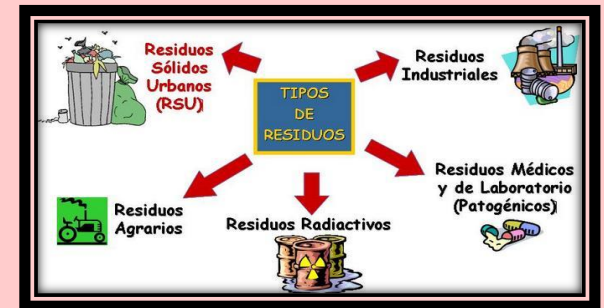 Residuos
Sólidos
Urbanos
(RSU)
Residuos
Industriales
TIPOS
DE
RESIDUOS
Residuos Médicos
y de Laboratorio
(Patogénicos)
Residuos
Agrarios
Residuos Radiactivos